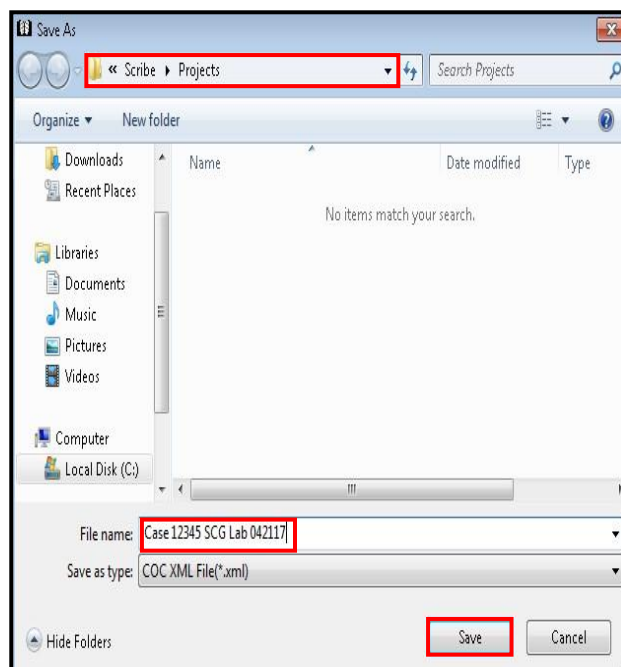 Save As
« Scribe ▸ Projects
Search Projects
Organize ▾ New folder
Downloads
Recent Places
Libraries
Documents
Music
Pictures
Videos
Computer
Local Disk (C:)
Name Date modified Type
No items match your search.
File name: Case 12345 SCG Lab 042117
Save as type: COC XML File(*.xml)
Hide Folders
Save Cancel